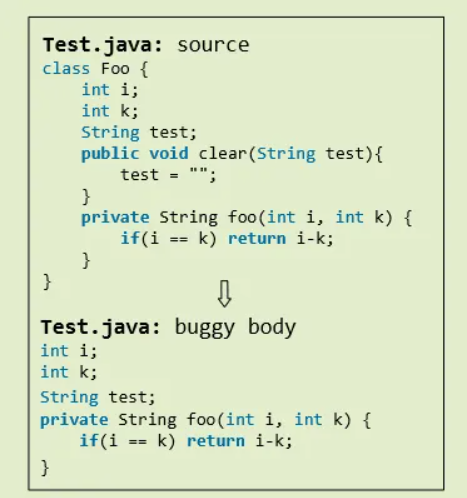 Test.java: source
class Foo {
    int i;
    int k;
    String test;
    public void clear(String test){
        test = "";
    }
    private String foo(int i, int k) {
        if(i == k) return i-k;
    }
}
Test.java: buggy body
int i;
int k;
String test;
private String foo(int i, int k) {
    if(i == k) return i-k;
}